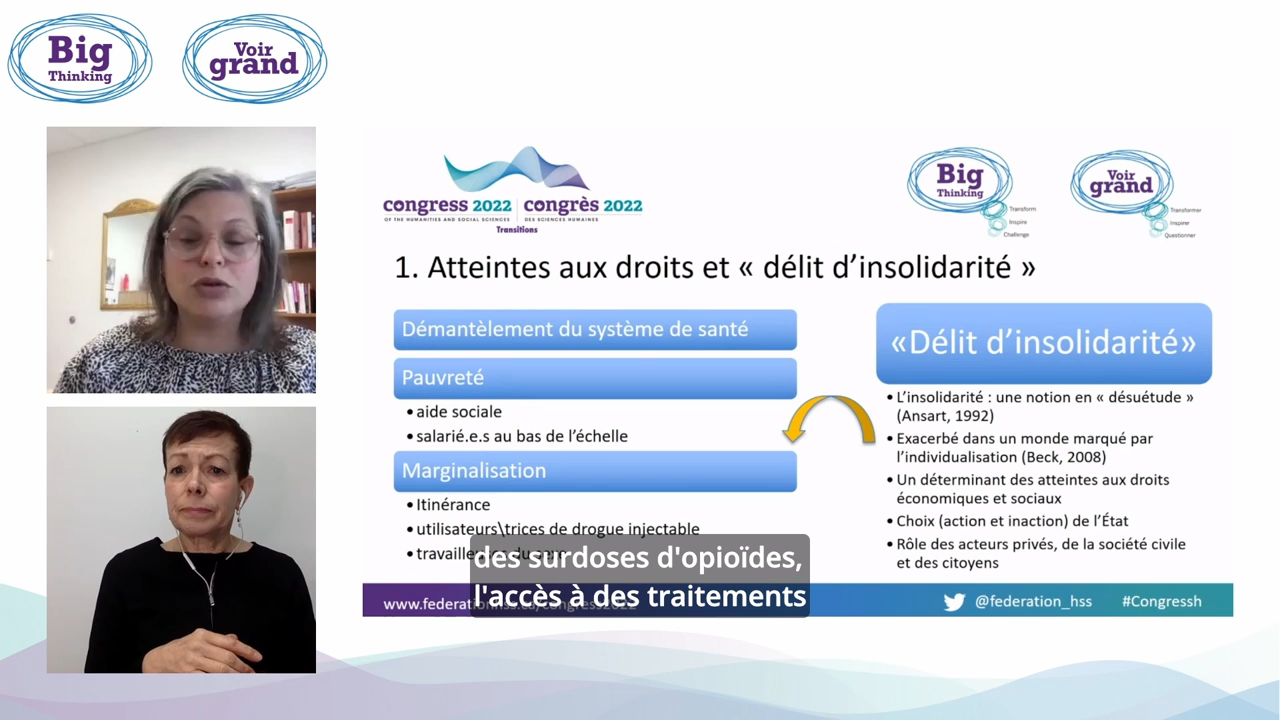 Big
Thinking
Voir
grand
congress 2022 | congrès 2022
OF THE HUMANITIES AND SOCIAL SCIENCES
DES SCIENCES HUMAINES
Transitions
Big
Thinking
Transform
Inspire
Challenge
Voir
grand
Transformer
Inspirer
Questionner
1. Atteintes aux droits et « délit d'insolidarité »
Démantèlement du système de santé
Pauvreté
• aide sociale
• salarié.e.s au bas de l'échelle
Marginalisation
• Itinérance
• utilisateurs\trices de drogue injectable
«Délit d'insolidarité»
• L'insolidarité : une notion en « désuétude »
(Ansart, 1992)
• Exacerbé dans un monde marqué par
l'individualisation (Beck, 2008)
• Un déterminant des atteintes aux droits
économiques et sociaux
• Choix (action et inaction) de l'État
• Rôle des acteurs privés, de la société civile
et des citoyens
des surdoses d'opioïdes,
l'accès à des traitements
www.federationhss.ca/congress2022
@federation_hss
#Congressh